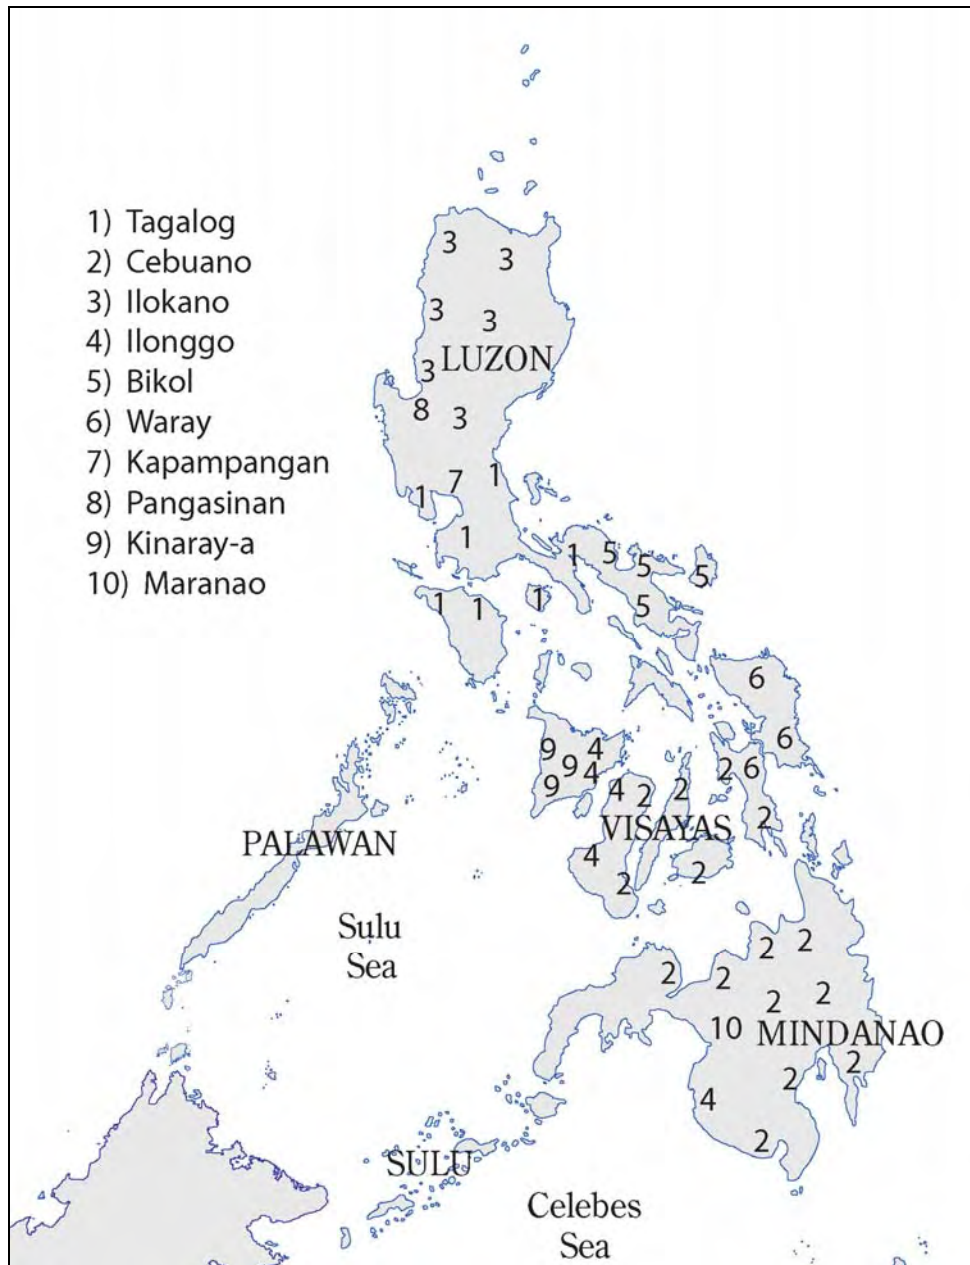 1) Tagalog
2) Cebuano
3) Ilokano
4) Ilonggo
5) Bikol
6) Waray
7) Kapampangan
8) Pangasinan
9) Kinaray-a
10) Maranao
3
3
3
3
LUZON
3
8
3
7
1
1
1
1
5
5
5
1
1
1
5
6
6
9
4
9
4
2
6
9
4
2
2
2
VISAYAS
PALAWAN
4
2
2
Sulu
Sea
2
2
2
2
2
2
10
MINDANAO
2
2
4
2
SULU
Celebes
Sea